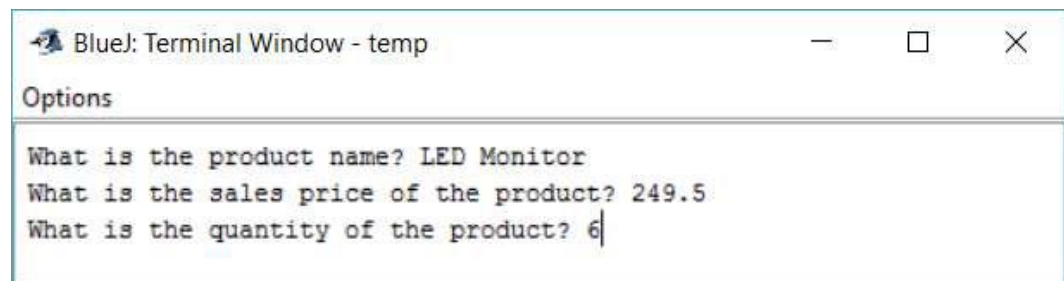 BlueJ: Terminal Window - temp
Options
What is the product name? LED Monitor
What is the sales price of the product? 249.5
What is the quantity of the product? 6